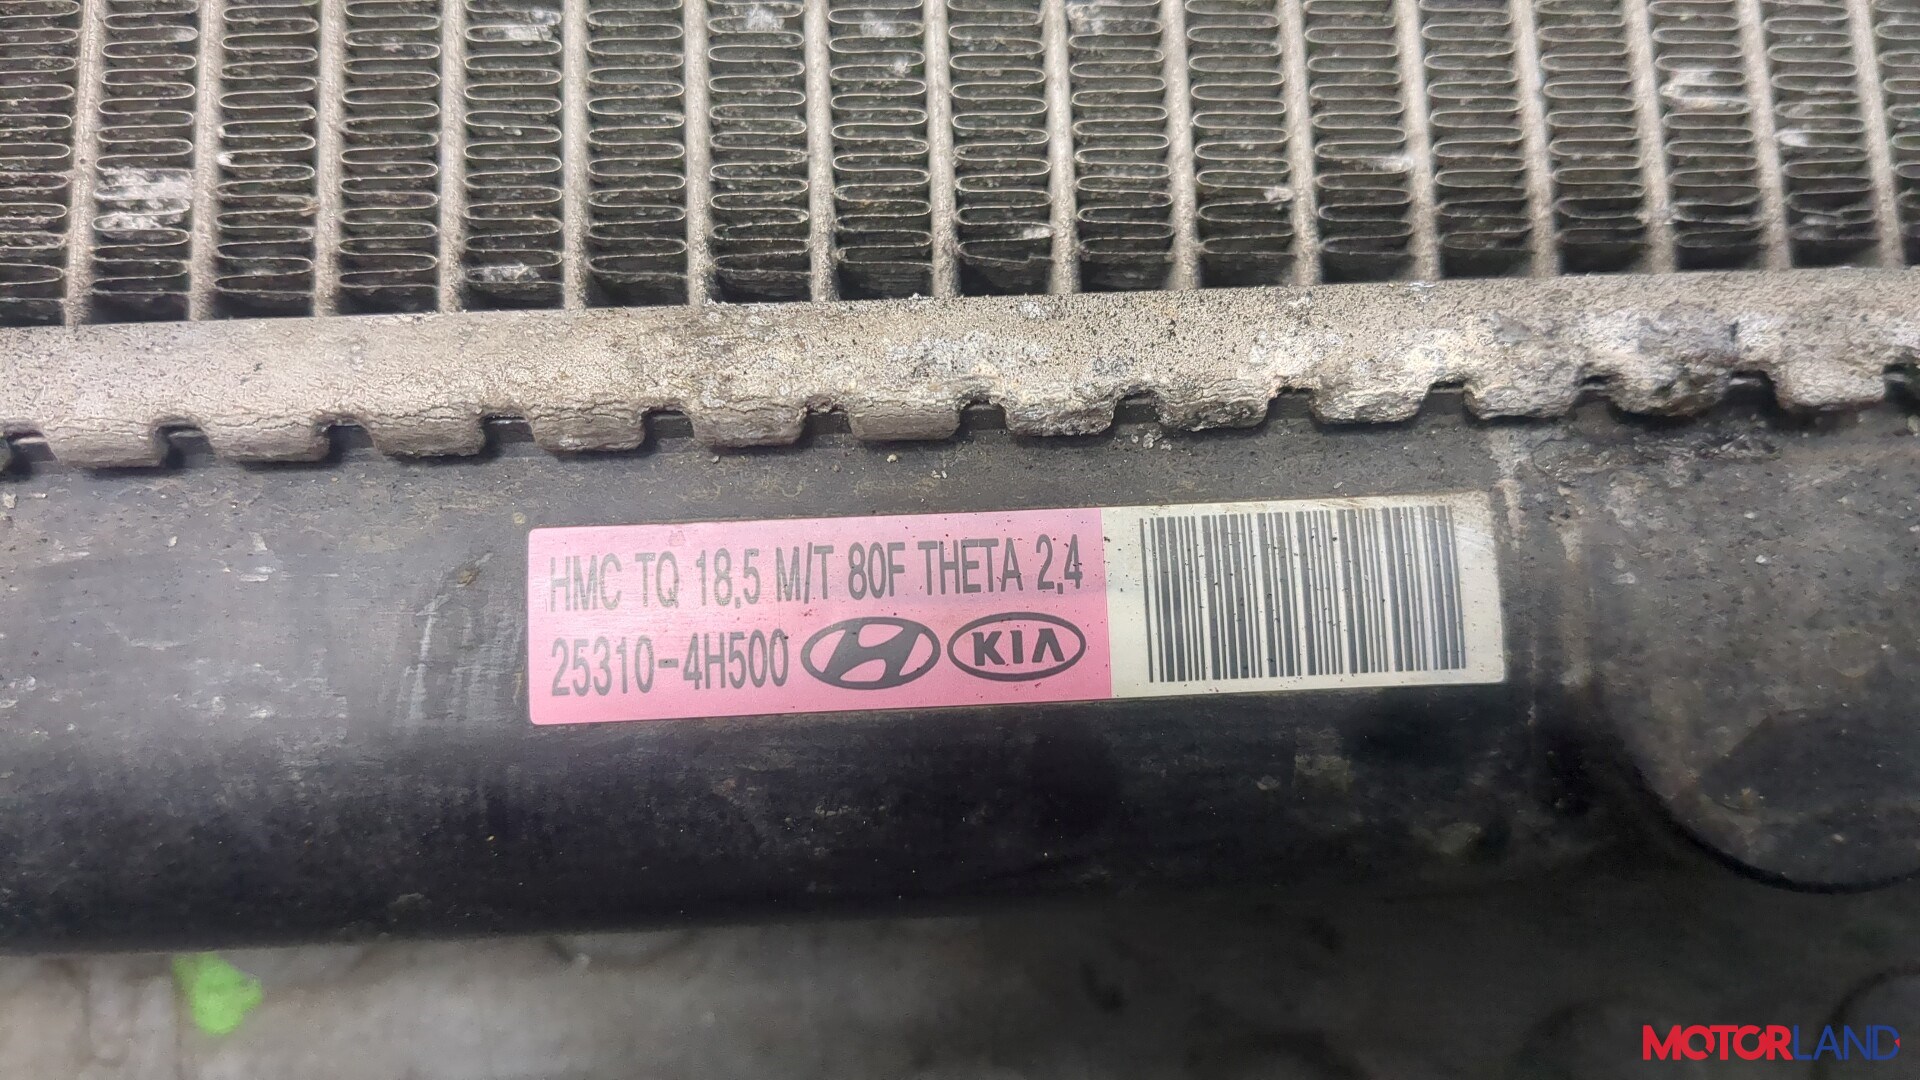 HMC TQ 18.5 M/T 80F THETA 2.4
25310-4H500 KIA
MOTORLAND